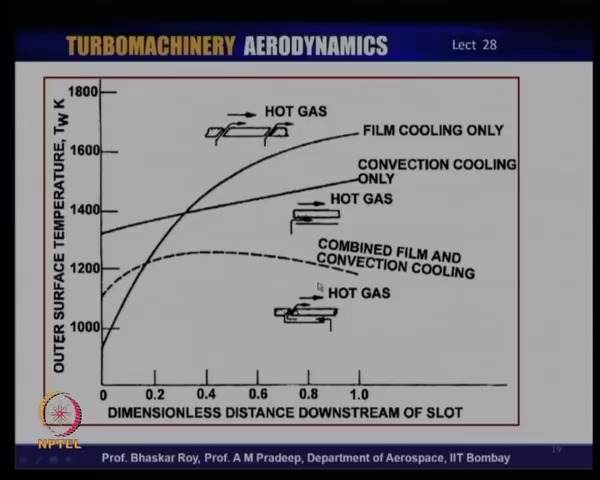 TURBOMACHINERY AERODYNAMICS
Lect 28
OUTER SURFACE TEMPERATURE, Tw K
1800
1600
1400
1200
1000
HOT GAS
FILM COOLING ONLY
CONVECTION COOLING
ONLY
HOT GAS
COMBINED FILM AND
CONVECTION COOLING
HOT GAS
0
0.2
0.4
0.6
0.8
1.0
DIMENSIONLESS DISTANCE DOWNSTREAM OF SLOT
NPTEL
Prof. Bhaskar Roy, Prof. A M Pradeep, Department of Aerospace, IIT Bombay
19